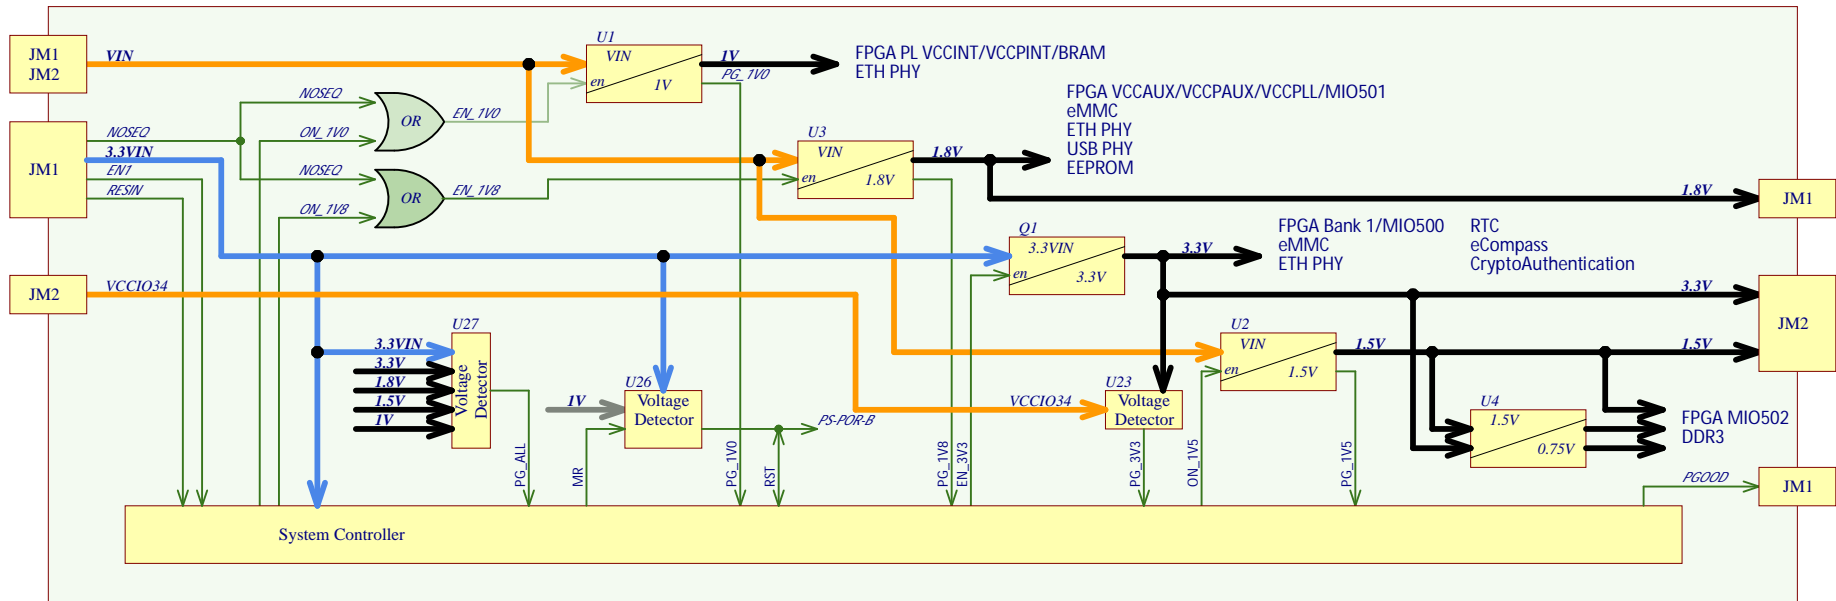 JM1
JM2
VIN
U1
VIN
en
1V
1V
PG_1V0
FPGA PL VCCINT/VCCPINT/BRAM
ETH PHY
JM1
NOSEQ
3.3VIN
EN1
RESIN
NOSEQ
ON_1V0
OR
EN_1V0
NOSEQ
ON_1V8
OR
EN_1V8
U3
VIN
en
1.8V
1.8V
FPGA VCCAUX/VCCPAUX/VCCPLL/MIO501
eMMC
ETH PHY
USB PHY
EEPROM
1.8V
JM1
Q1
3.3VIN
en
3.3V
3.3V
FPGA Bank 1/MIO500
eMMC
ETH PHY
RTC
eCompass
CryptoAuthentication
JM2
VCCIO34
3.3V
JM2
1.5V
U27
3.3VIN
3.3V
1.8V
1.5V
1V
Voltage
Detector
PG_ALL
U26
1V
Voltage
Detector
MR
PG_1V0
RST
PS-POR-B
PG_1V8
EN_3V3
U23
VCCIO34
Voltage
Detector
PG_3V3
U2
VIN
en
1.5V
1.5V
ON_1V5
PG_1V5
U4
1.5V
0.75V
FPGA MIO502
DDR3
PGOOD
JM1
System Controller